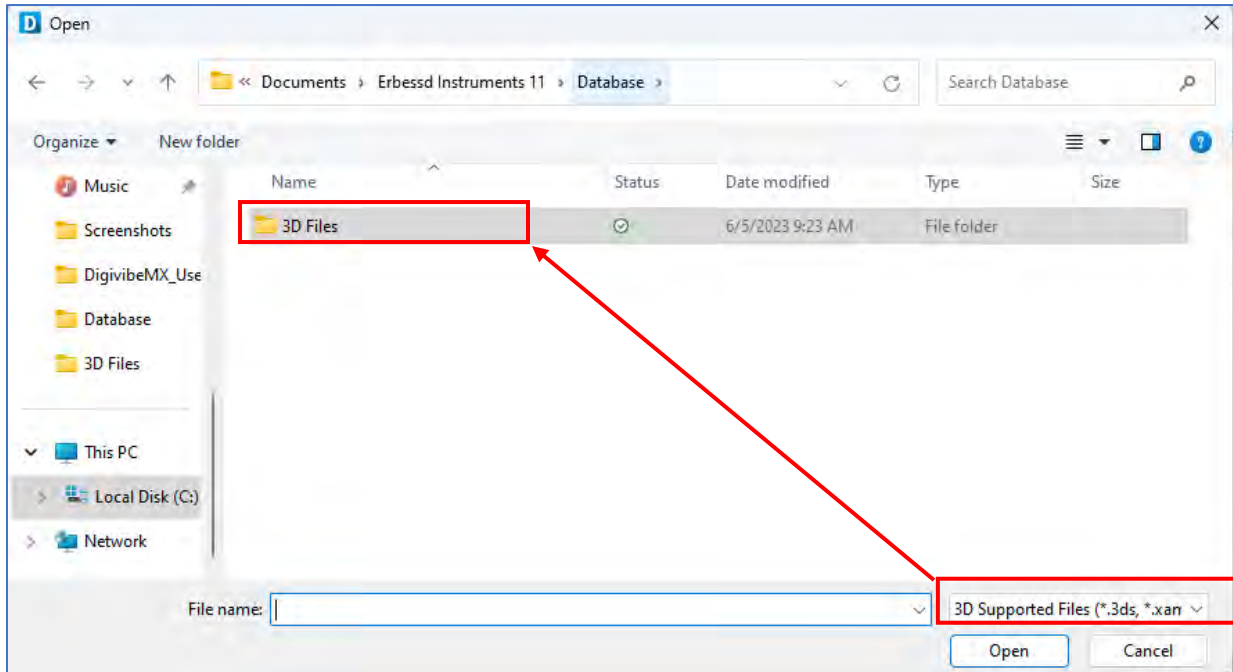 D Open
« Documents › Erbessd Instruments 11 › Database ›
Search Database
Organize New folder
?
Name Status Date modified Type Size
Music
3D Files 6/5/2023 9:23 AM File folder
Screenshots
DigivibeMX_Use
Database
3D Files
This PC
Local Disk (C:)
Network
File name: 3D Supported Files (*.3ds, *.xan
Open Cancel